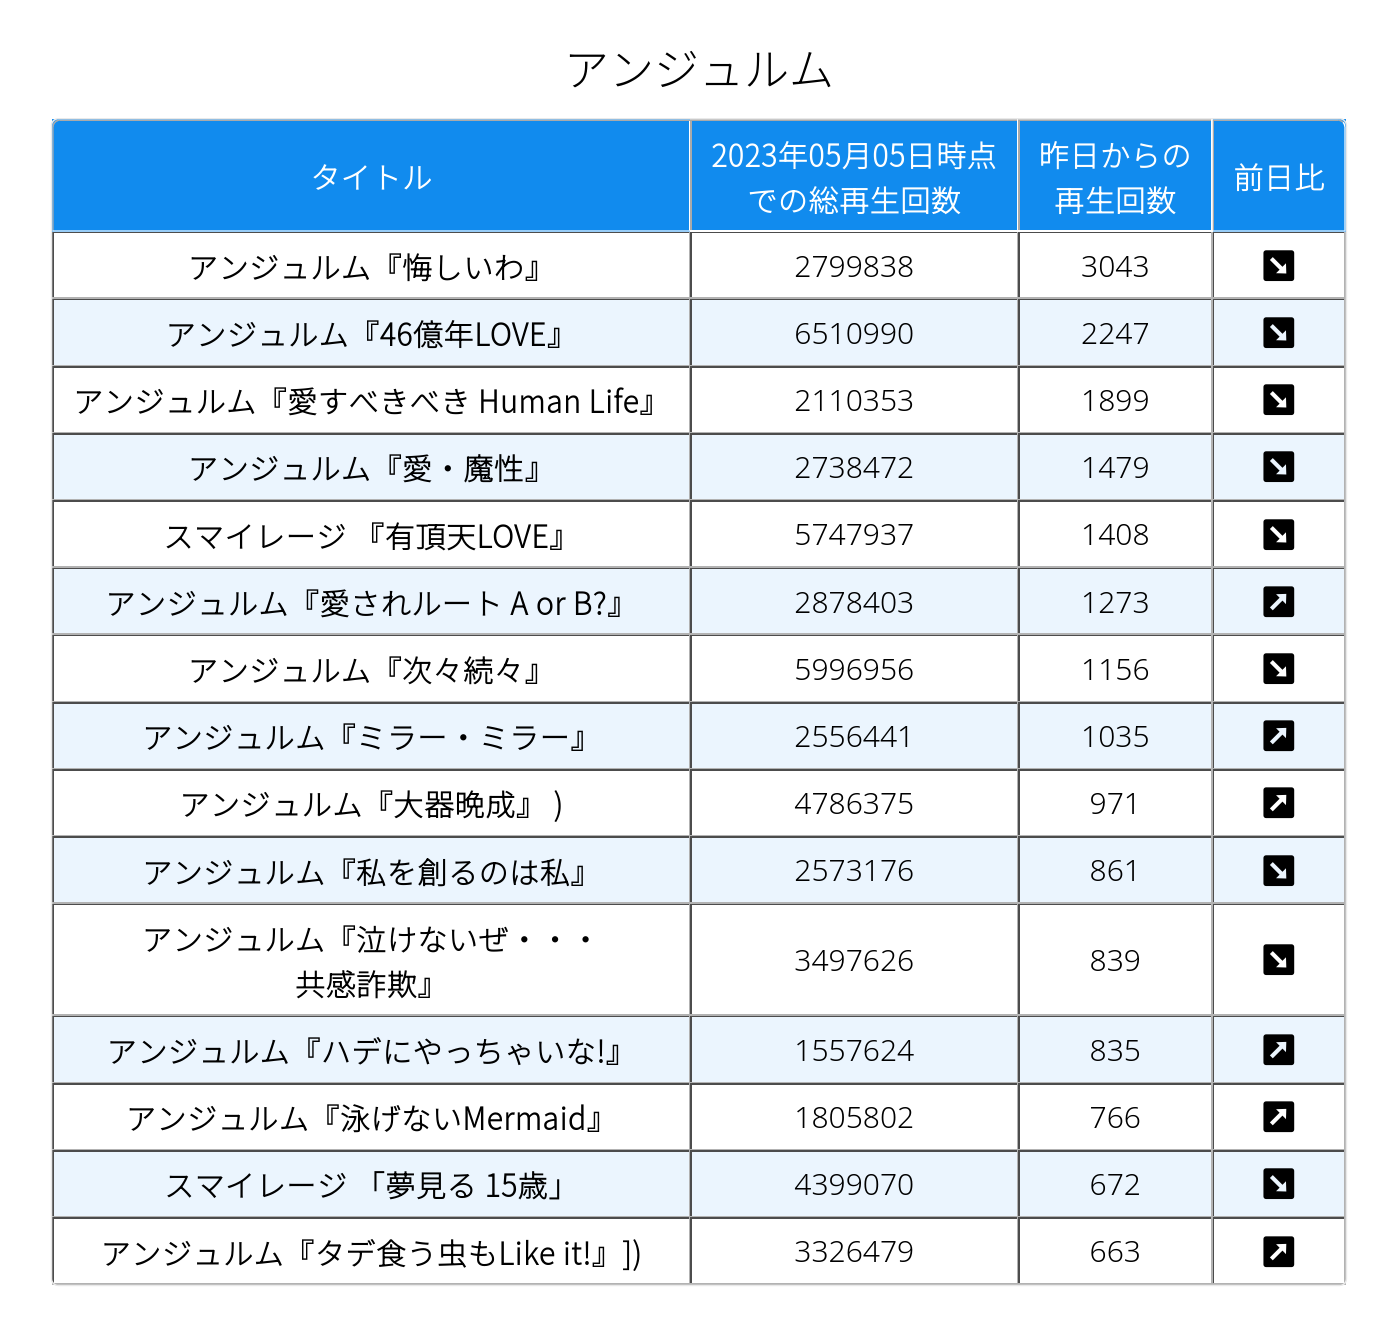 アンジュルム
タイトル
2023年05月05日時点
での総再生回数
昨日からの
再生回数
前日比
アンジュルム『悔しいわ』 2799838 3043 ↘
アンジュルム『46億年LOVE』 6510990 2247 ↘
アンジュルム『愛すべきべき Human Life』 2110353 1899 ↘
アンジュルム『愛・魔性』 2738472 1479 ↘
スマイレージ 『有頂天LOVE』 5747937 1408 ↘
アンジュルム『愛されルート A or B?』 2878403 1273 ↗
アンジュルム『次々続々』 5996956 1156 ↘
アンジュルム『ミラー・ミラー』 2556441 1035 ↗
アンジュルム『大器晩成』 ) 4786375 971 ↗
アンジュルム『私を創るのは私』 2573176 861 ↘
アンジュルム『泣けないぜ・・・
共感詐欺』 3497626 839 ↘
アンジュルム『ハデにやっちゃいな!』 1557624 835 ↗
アンジュルム『泳げないMermaid』 1805802 766 ↗
スマイレージ 「夢見る 15歳」 4399070 672 ↘
アンジュルム『タデ食う虫もLike it!』]) 3326479 663 ↗